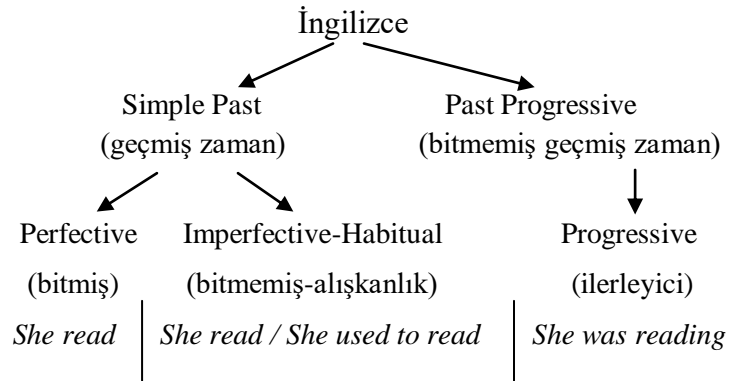 İngilizce
Simple Past Past Progressive
(geçmiş zaman) (bitmemiş geçmiş zaman)
Perfective Imperfective-Habitual Progressive
(bitmiş) (bitmemiş-alışkanlık) (ilerleyici)
She read She read / She used to read She was reading